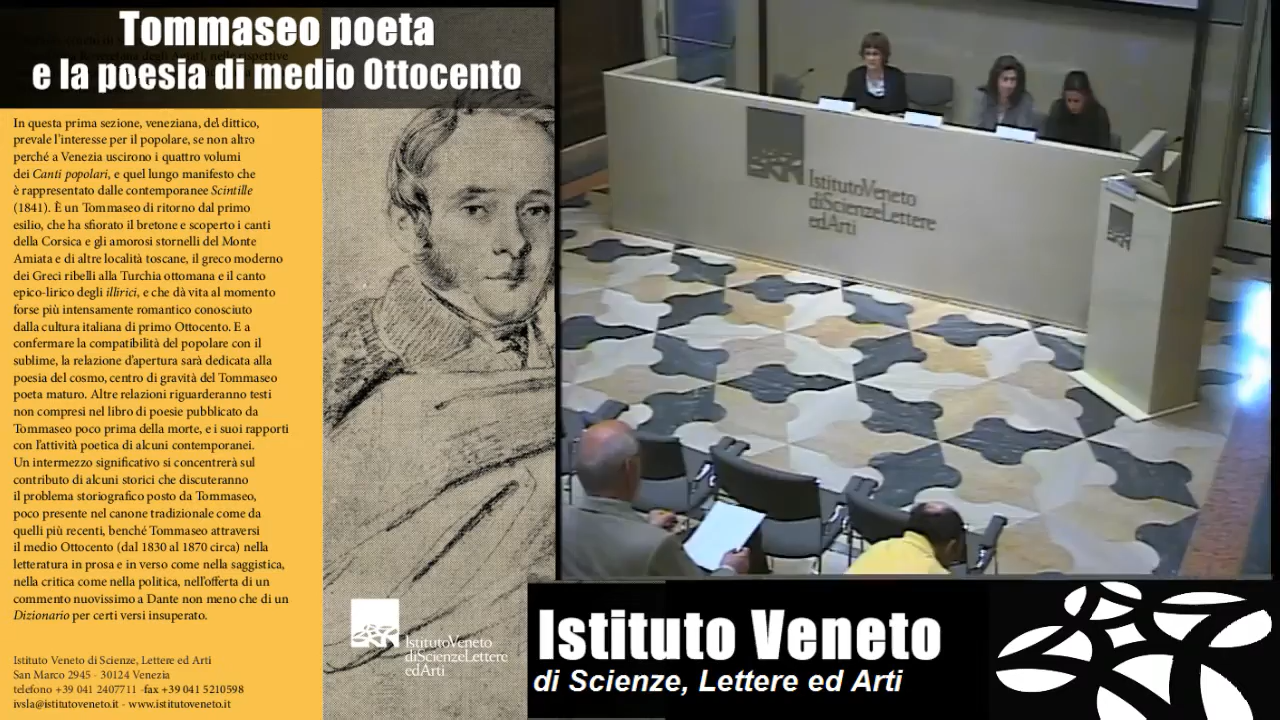 Tommaseo poeta
e la poesia di medio Ottocento
In questa prima sezione, veneziana, del dittico,
prevale l'interesse per il popolare, se non altro
perché a Venezia uscirono i quattro volumi
dei Canti popolari, e quel lungo manifesto che
è rappresentato dalle contemporanee Scintille
(1841). È un Tommaseo di ritorno dal primo
esilio, che ha sfiorato il bretone e scoperto i canti
della Corsica e gli amorosi stornelli del Monte
Amiata e di altre località toscane, il greco moderno
dei Greci ribelli alla Turchia ottomana e il canto
epico-lirico degli illirici, e che dà vita al momento
forse più intensamente romantico conosciuto
dalla cultura italiana di primo Ottocento. E a
confermare la compatibilità del popolare con il
sublime, la relazione d'apertura sarà dedicata alla
poesia del cosmo, centro di gravità del Tommaseo
poeta maturo. Altre relazioni riguarderanno testi
non compresi nel libro di poesie pubblicato da
Tommaseo poco prima della morte, e i suoi rapporti
con l'attività poetica di alcuni contemporanei.
Un intermezzo significativo si concentrerà sul
contributo di alcuni storici che discuteranno
il problema storiografico posto da Tommaseo,
poco presente nel canone tradizionale come da
quelli più recenti, benché Tommaseo attraversi
il medio Ottocento (dal 1830 al 1870 circa) nella
letteratura in prosa e in verso come nella saggistica,
nella critica come nella politica, nell'offerta di un
commento nuovissimo a Dante non meno che di un
Dizionario per certi versi insuperato.
Istituto Veneto di Scienze, Lettere ed Arti
San Marco 2945 - 30124 Venezia
telefono +39 041 2407711 -fax +39 041 5210598
ivsla@istitutoveneto.it - www.istitutoveneto.it
IstitutoVeneto
diScienzeLettere
edArti
IstitutoVeneto
diScienzeLettere
edArti
Istituto Veneto
di Scienze, Lettere ed Arti